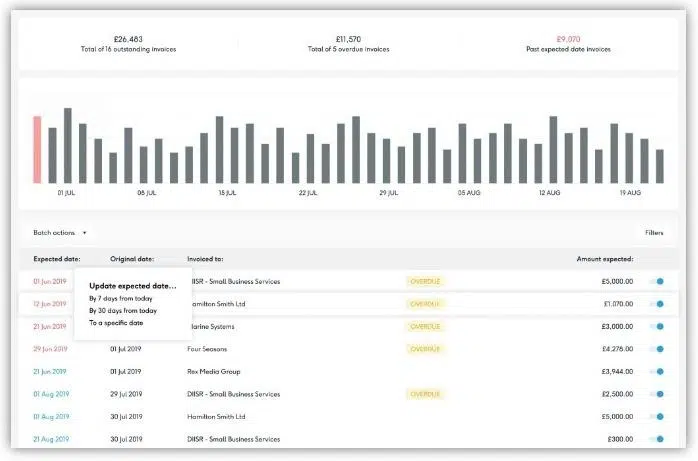 £26,483
Total of 16 outstanding invoices
£11,570
Total of 5 overdue invoices
£9,070
Past expected date invoices
01 JUL
08 JUL
15 JUL
22 JUL
29 JUL
05 AUG
12 AUG
19 AUG
Batch actions
Filters
Expected date: Original date: Invoiced to: Amount expected:
01 Jun 2019 DIISR - Small Business Services OVERDUE £5,000.00
Update expected date...
By 7 days from today
By 30 days from today
To a specific date
12 Jun 2019 Hamilton Smith Ltd OVERDUE £1,070.00
21 Jun 2019 Marine Systems OVERDUE £3,000.00
29 Jun 2019 01 Jul 2019 Four Seasons OVERDUE £4,278.00
21 Jun 2019 01 Jul 2019 Rex Media Group £3,944.00
01 Aug 2019 29 Jul 2019 DIISR - Small Business Services OVERDUE £2,500.00
01 Aug 2019 30 Jul 2019 Hamilton Smith Ltd £5,000.00
21 Aug 2019 30 Jul 2019 DIISR - Small Business Services £300.00